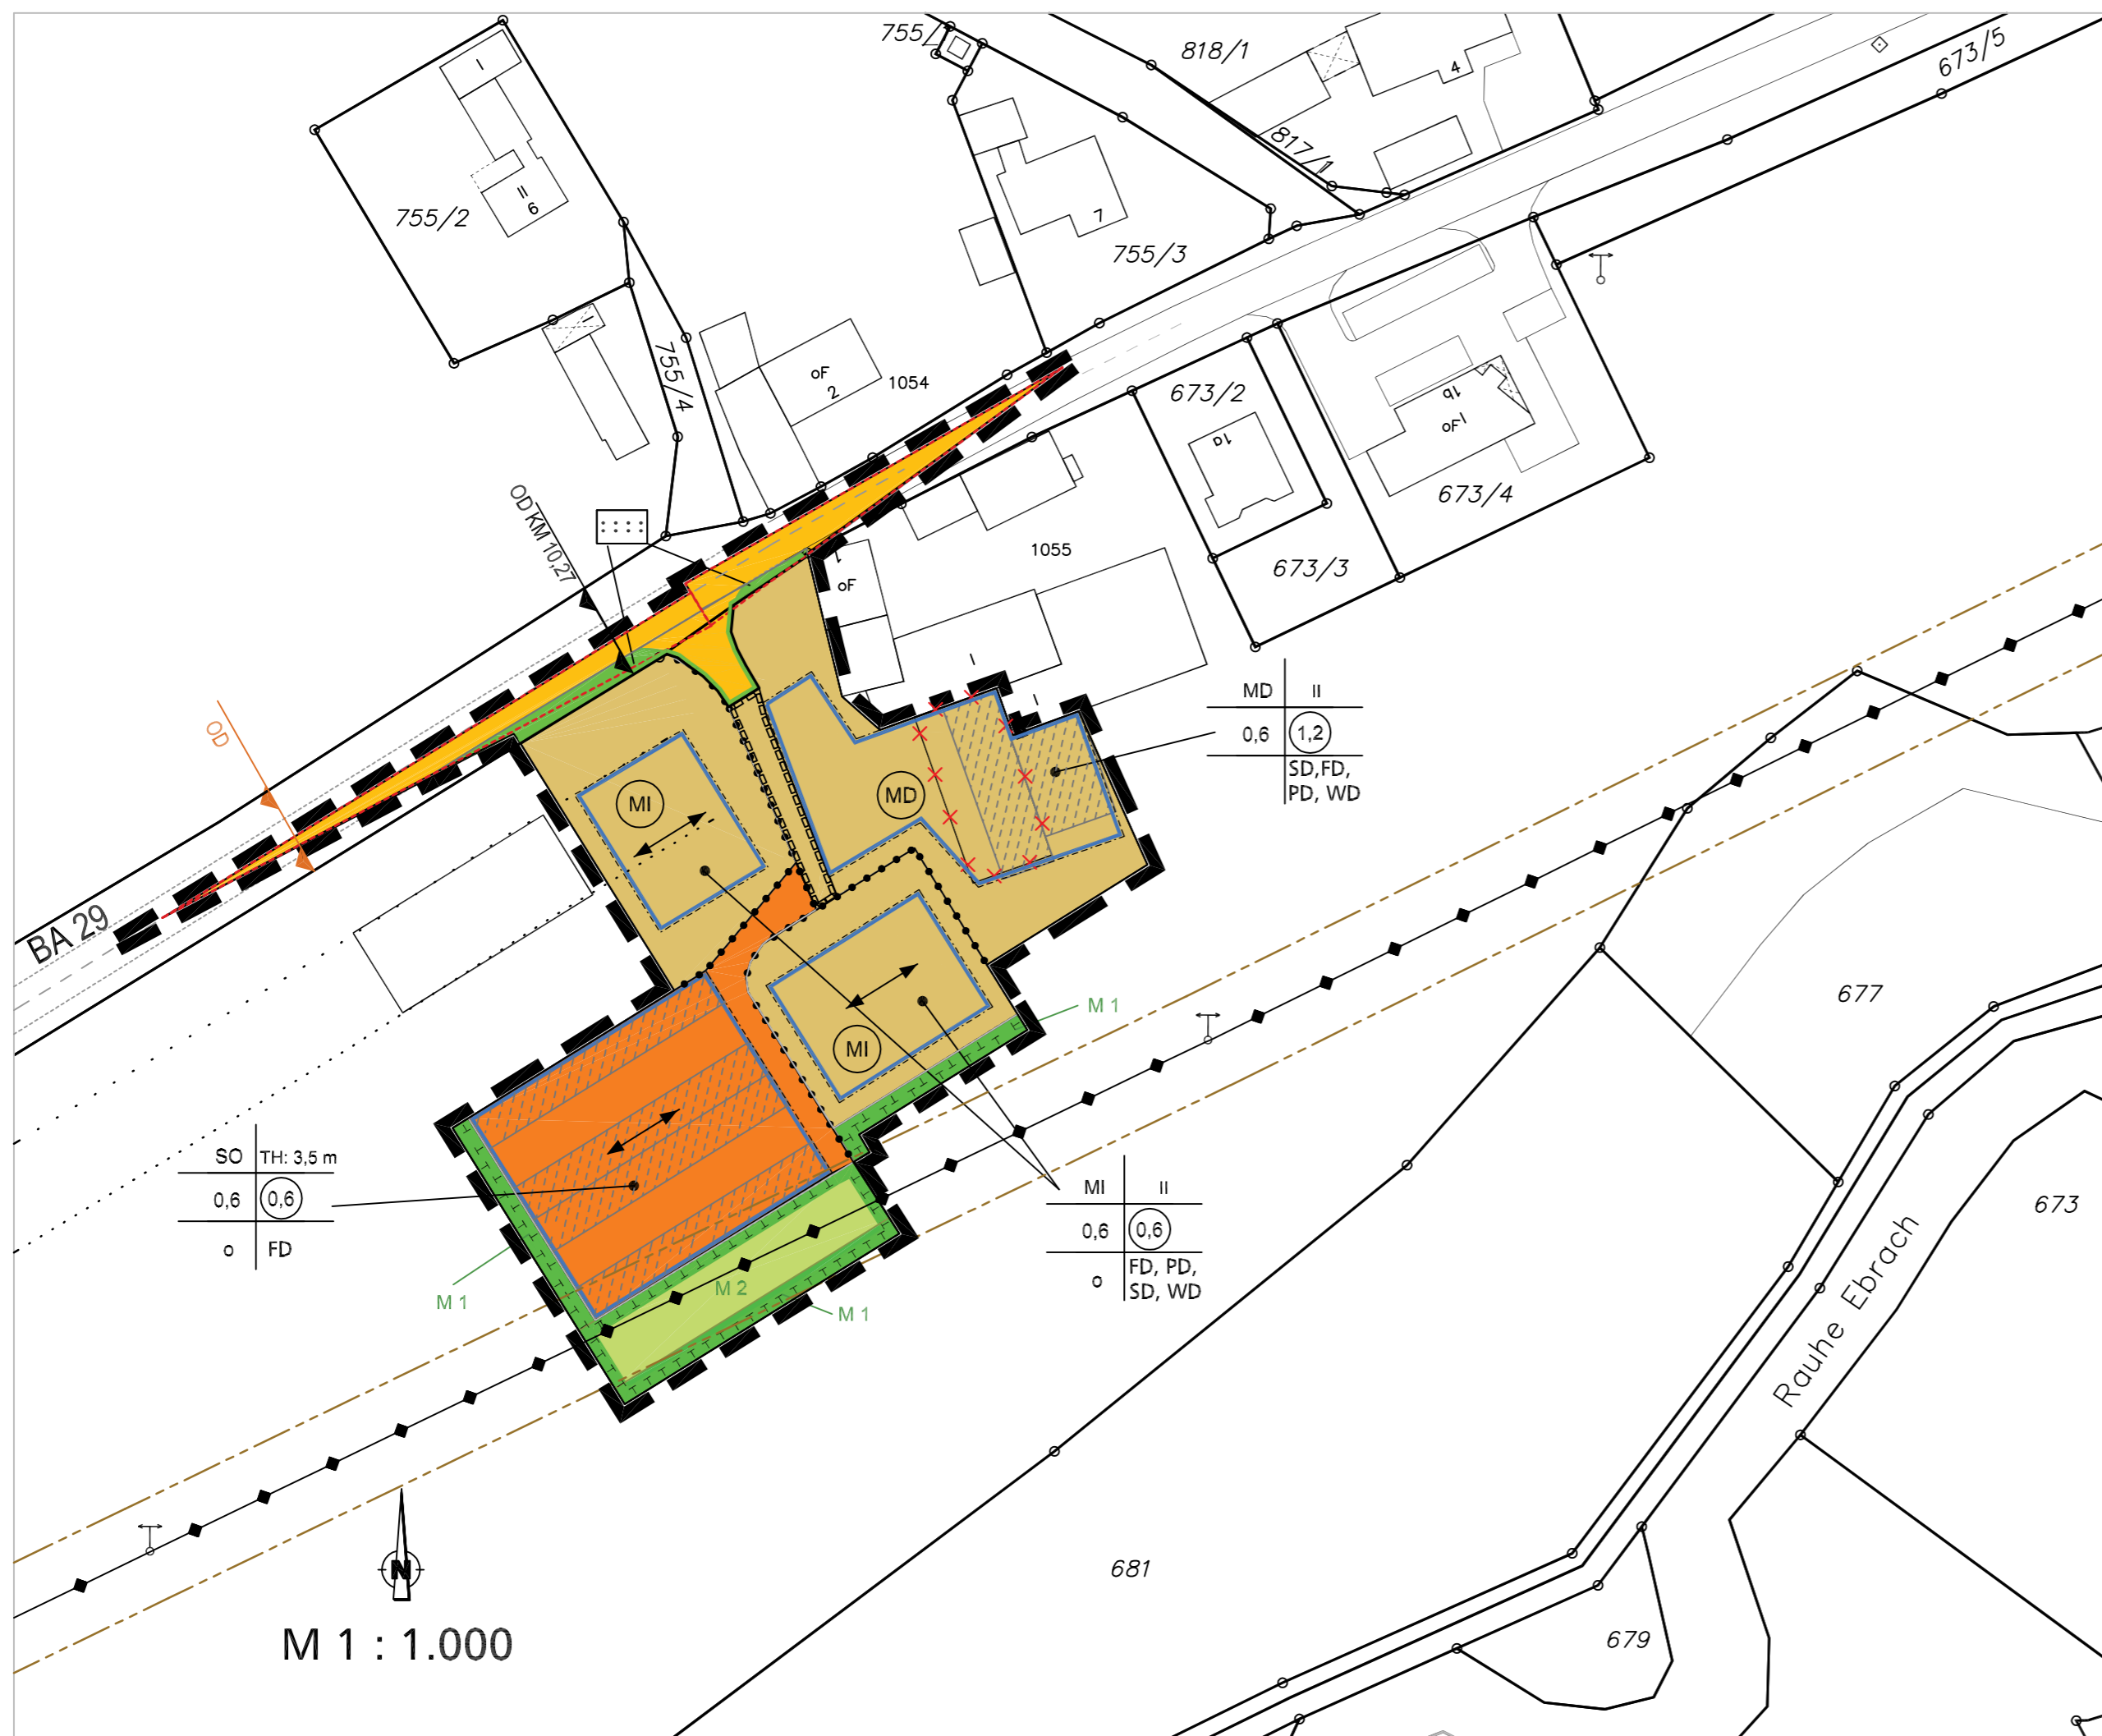 755/
818/1
673/5
4
817/1
I
II
6
755/2
7
755/3
755/4
oF
2
1054
673/2
1a
1b
oF
I
673/4
OD KM 10,27
1
oF
1055
673/3
I
I
MD II
0,6 1,2
SD,FD,
PD, WD
OD
MI
MD
BA 29
677
M 1
MI
SO TH: 3,5 m
0,6 0,6
o FD
MI II
0,6 0,6
o FD, PD,
SD, WD
673
M 1
M 2
M 1
Rauhe Ebrach
N
681
M 1 : 1.000
679